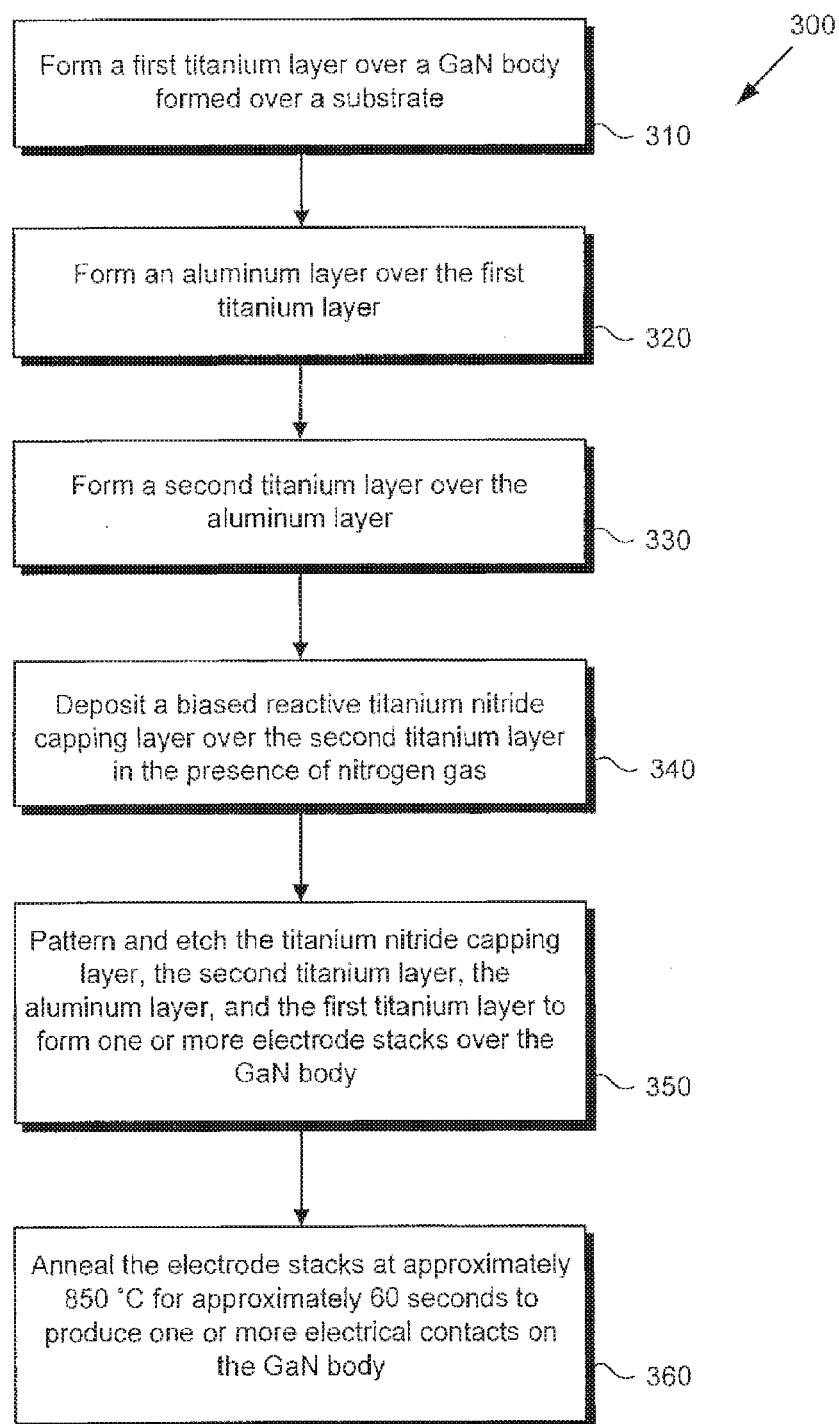 300
Form a first titanium layer over a GaN body
formed over a substrate
310
Form an aluminum layer over the first
titanium layer
320
Form a second titanium layer over the
aluminum layer
330
Deposit a biased reactive titanium nitride
capping layer over the second titanium layer
in the presence of nitrogen gas
340
Pattern and etch the titanium nitride capping
layer, the second titanium layer, the
aluminum layer, and the first titanium layer to
form one or more electrode stacks over the
GaN body
350
Anneal the electrode stacks at approximately
850 °C for approximately 60 seconds to
produce one or more electrical contacts on
the GaN body
360